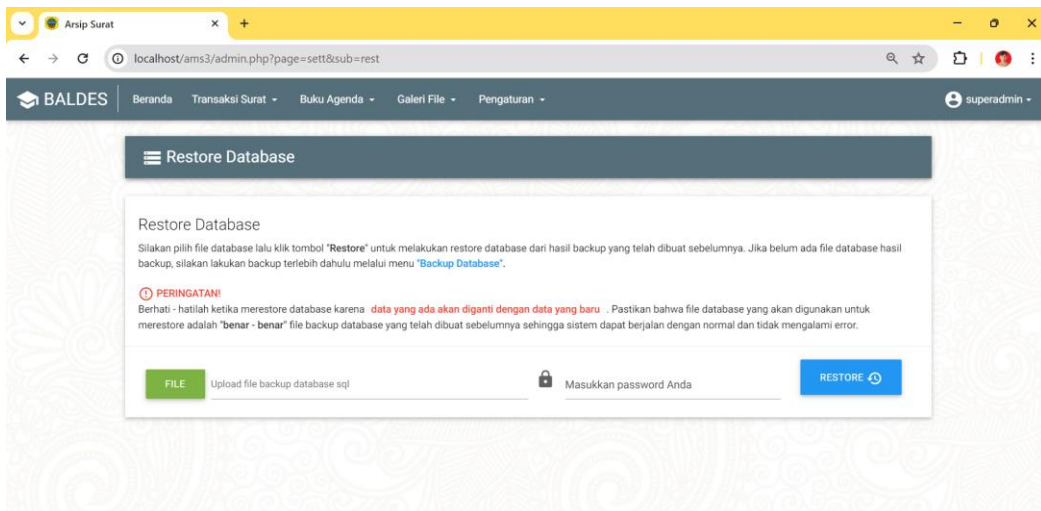 Arsip Surat
localhost/ams3/admin.php?page=sett&sub=rest
BALDES Beranda Transaksi Surat Buku Agenda Galeri File Pengaturan superadmin
Restore Database
Restore Database
Silakan pilih file database lalu klik tombol "Restore" untuk melakukan restore database dari hasil backup yang telah dibuat sebelumnya. Jika belum ada file database hasil
backup, silakan lakukan backup terlebih dahulu melalui menu "Backup Database".
PERINGATAN!
Berhati - hatilah ketika merestore database karena data yang ada akan diganti dengan data yang baru . Pastikan bahwa file database yang akan digunakan untuk
merestore adalah "benar - benar" file backup database yang telah dibuat sebelumnya sehingga sistem dapat berjalan dengan normal dan tidak mengalami error.
FILE Upload file backup database sql Masukkan password Anda RESTORE